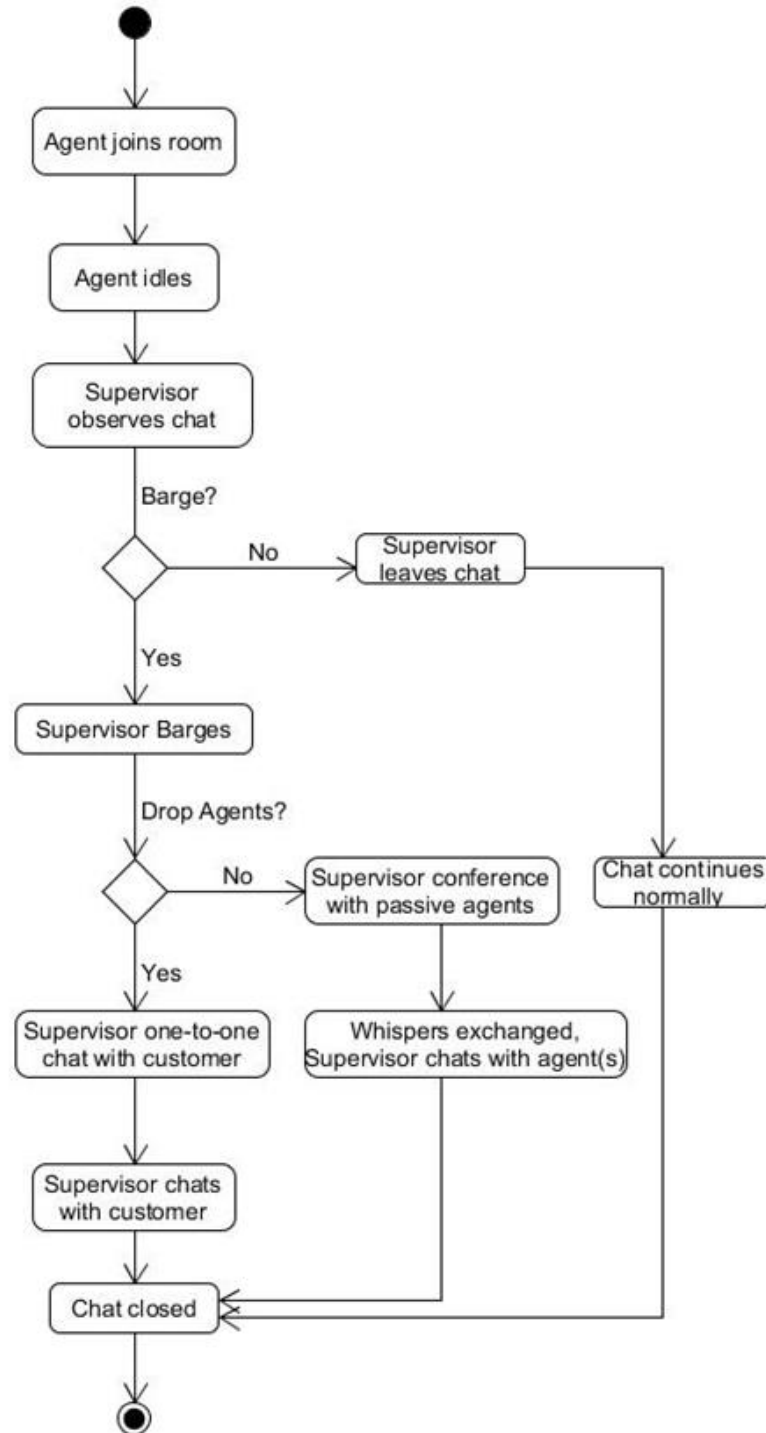 Agent joins room
Agent idles
Supervisor
observes chat
Barge?
No
Supervisor
leaves chat
Yes
Supervisor Barges
Drop Agents?
No
Supervisor conference
with passive agents
Chat continues
normally
Yes
Supervisor one-to-one
chat with customer
Whispers exchanged,
Supervisor chats with agent(s)
Supervisor chats
with customer
Chat closed